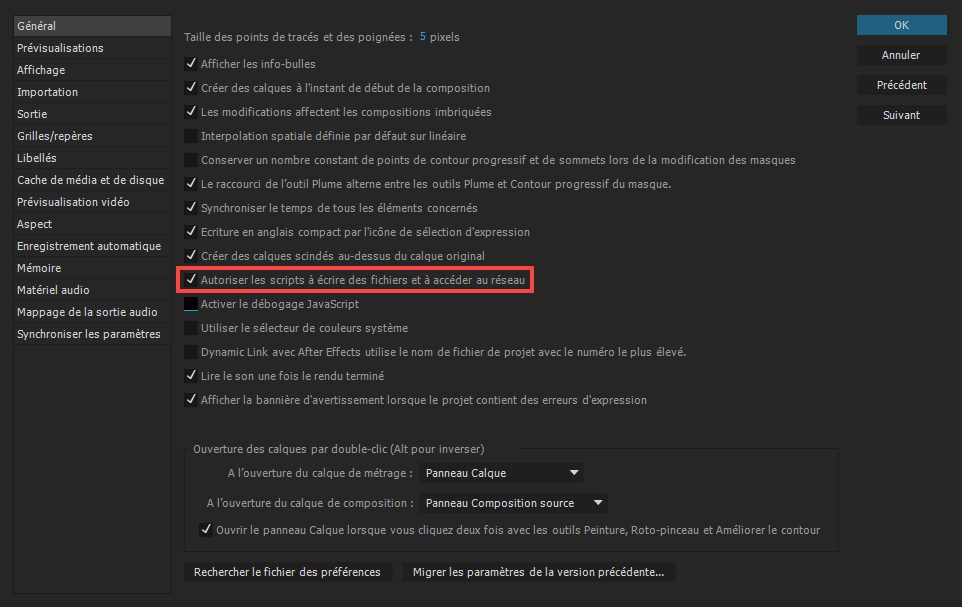 Général
Prévisualisations
Affichage
Importation
Sortie
Grilles/repères
Libellés
Cache de média et de disque
Prévisualisation vidéo
Aspect
Enregistrement automatique
Mémoire
Matériel audio
Mappage de la sortie audio
Synchroniser les paramètres
Taille des points de tracés et des poignées : 5 pixels
Afficher les info-bulles
Créer des calques à l'instant de début de la composition
Les modifications affectent les compositions imbriquées
Interpolation spatiale définie par défaut sur linéaire
Conserver un nombre constant de points de contour progressif et de sommets lors de la modification des masques
Le raccourci de l'outil Plume alterne entre les outils Plume et Contour progressif du masque.
Synchroniser le temps de tous les éléments concernés
Ecriture en anglais compact par l'icône de sélection d'expression
Créer des calques scindés au-dessus du calque original
Autoriser les scripts à écrire des fichiers et à accéder au réseau
Activer le débogage JavaScript
Utiliser le sélecteur de couleurs système
Dynamic Link avec After Effects utilise le nom de fichier de projet avec le numéro le plus élevé.
Lire le son une fois le rendu terminé
Afficher la bannière d'avertissement lorsque le projet contient des erreurs d'expression
Ouverture des calques par double-clic (Alt pour inverser)
A l'ouverture du calque de métrage : Panneau Calque
A l'ouverture du calque de composition : Panneau Composition source
Ouvrir le panneau Calque lorsque vous cliquez deux fois avec les outils Peinture, Roto-pinceau et Améliorer le contour
Rechercher le fichier des préférences
Migrer les paramètres de la version précédente...
OK
Annuler
Précédent
Suivant